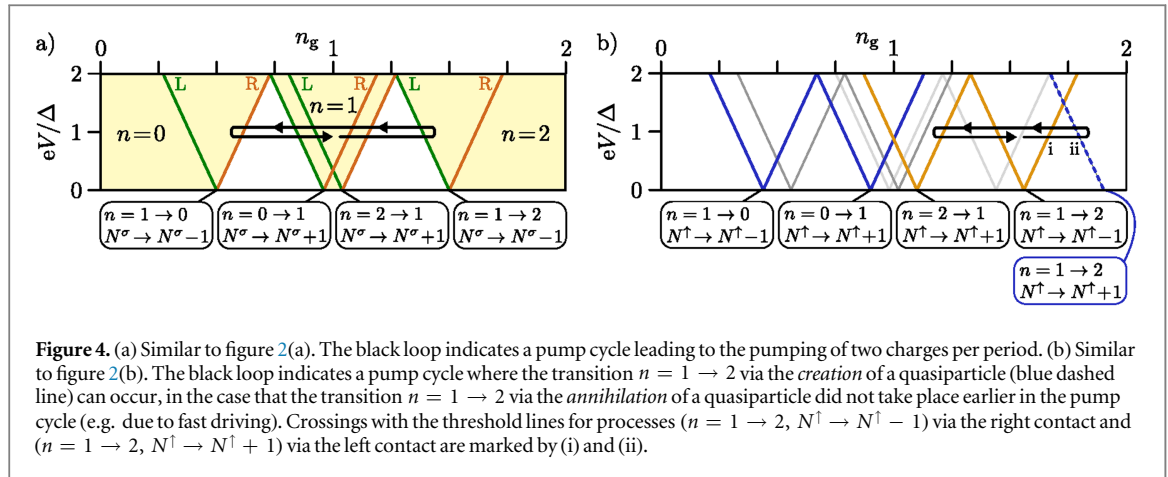 a)
0 n_g 1 2
2 L R L R L R
n = 1
eV/Δ 1 n = 0 n = 2
0
n = 1 → 0
N^σ → N^σ − 1
n = 0 → 1
N^σ → N^σ + 1
n = 2 → 1
N^σ → N^σ + 1
n = 1 → 2
N^σ → N^σ − 1
b)
0 n_g 1 2
2
eV/Δ 1
i ii
0
n = 1 → 0
N^↑ → N^↑ − 1
n = 0 → 1
N^↑ → N^↑ + 1
n = 2 → 1
N^↑ → N^↑ + 1
n = 1 → 2
N^↑ → N^↑ − 1
n = 1 → 2
N^↑ → N^↑ + 1
Figure 4. (a) Similar to figure 2(a). The black loop indicates a pump cycle leading to the pumping of two charges per period. (b) Similar
to figure 2(b). The black loop indicates a pump cycle where the transition n = 1 → 2 via the creation of a quasiparticle (blue dashed
line) can occur, in the case that the transition n = 1 → 2 via the annihilation of a quasiparticle did not take place earlier in the pump
cycle (e.g. due to fast driving). Crossings with the threshold lines for processes (n = 1 → 2, N^↑ → N^↑ − 1) via the right contact and
(n = 1 → 2, N^↑ → N^↑ + 1) via the left contact are marked by (i) and (ii).